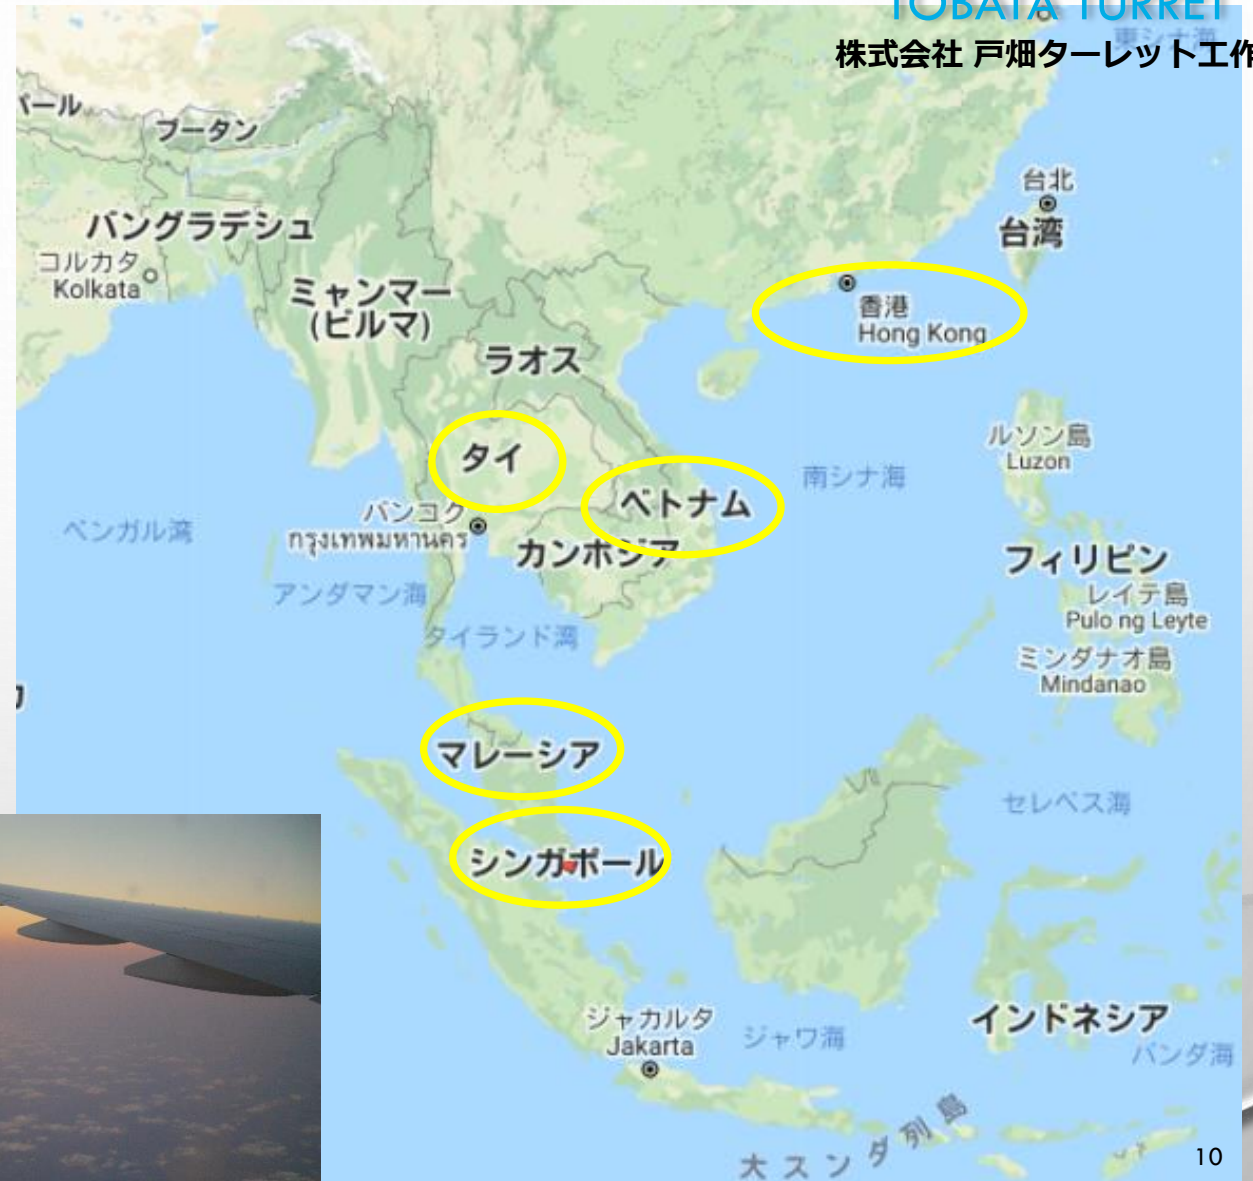 TOBATA TURRET
株式会社 戸畑ターレット工作
東シナ海
ブータン
台北
台湾
バングラデシュ
コルカタ
Kolkata
ミャンマー
(ビルマ)
香港
Hong Kong
ラオス
タイ
ルソン島
Luzon
南シナ海
ベトナム
ベンガル湾
バンコク
กรุงเทพมหานคร
カンボジア
フィリピン
アンダマン海
レイテ島
Pulo ng Leyte
タイランド湾
ミンダナオ島
Mindanao
マレーシア
セレベス海
シンガポール
ジャカルタ
Jakarta
ジャワ海
インドネシア
バンダ海
大スンダ列島
10